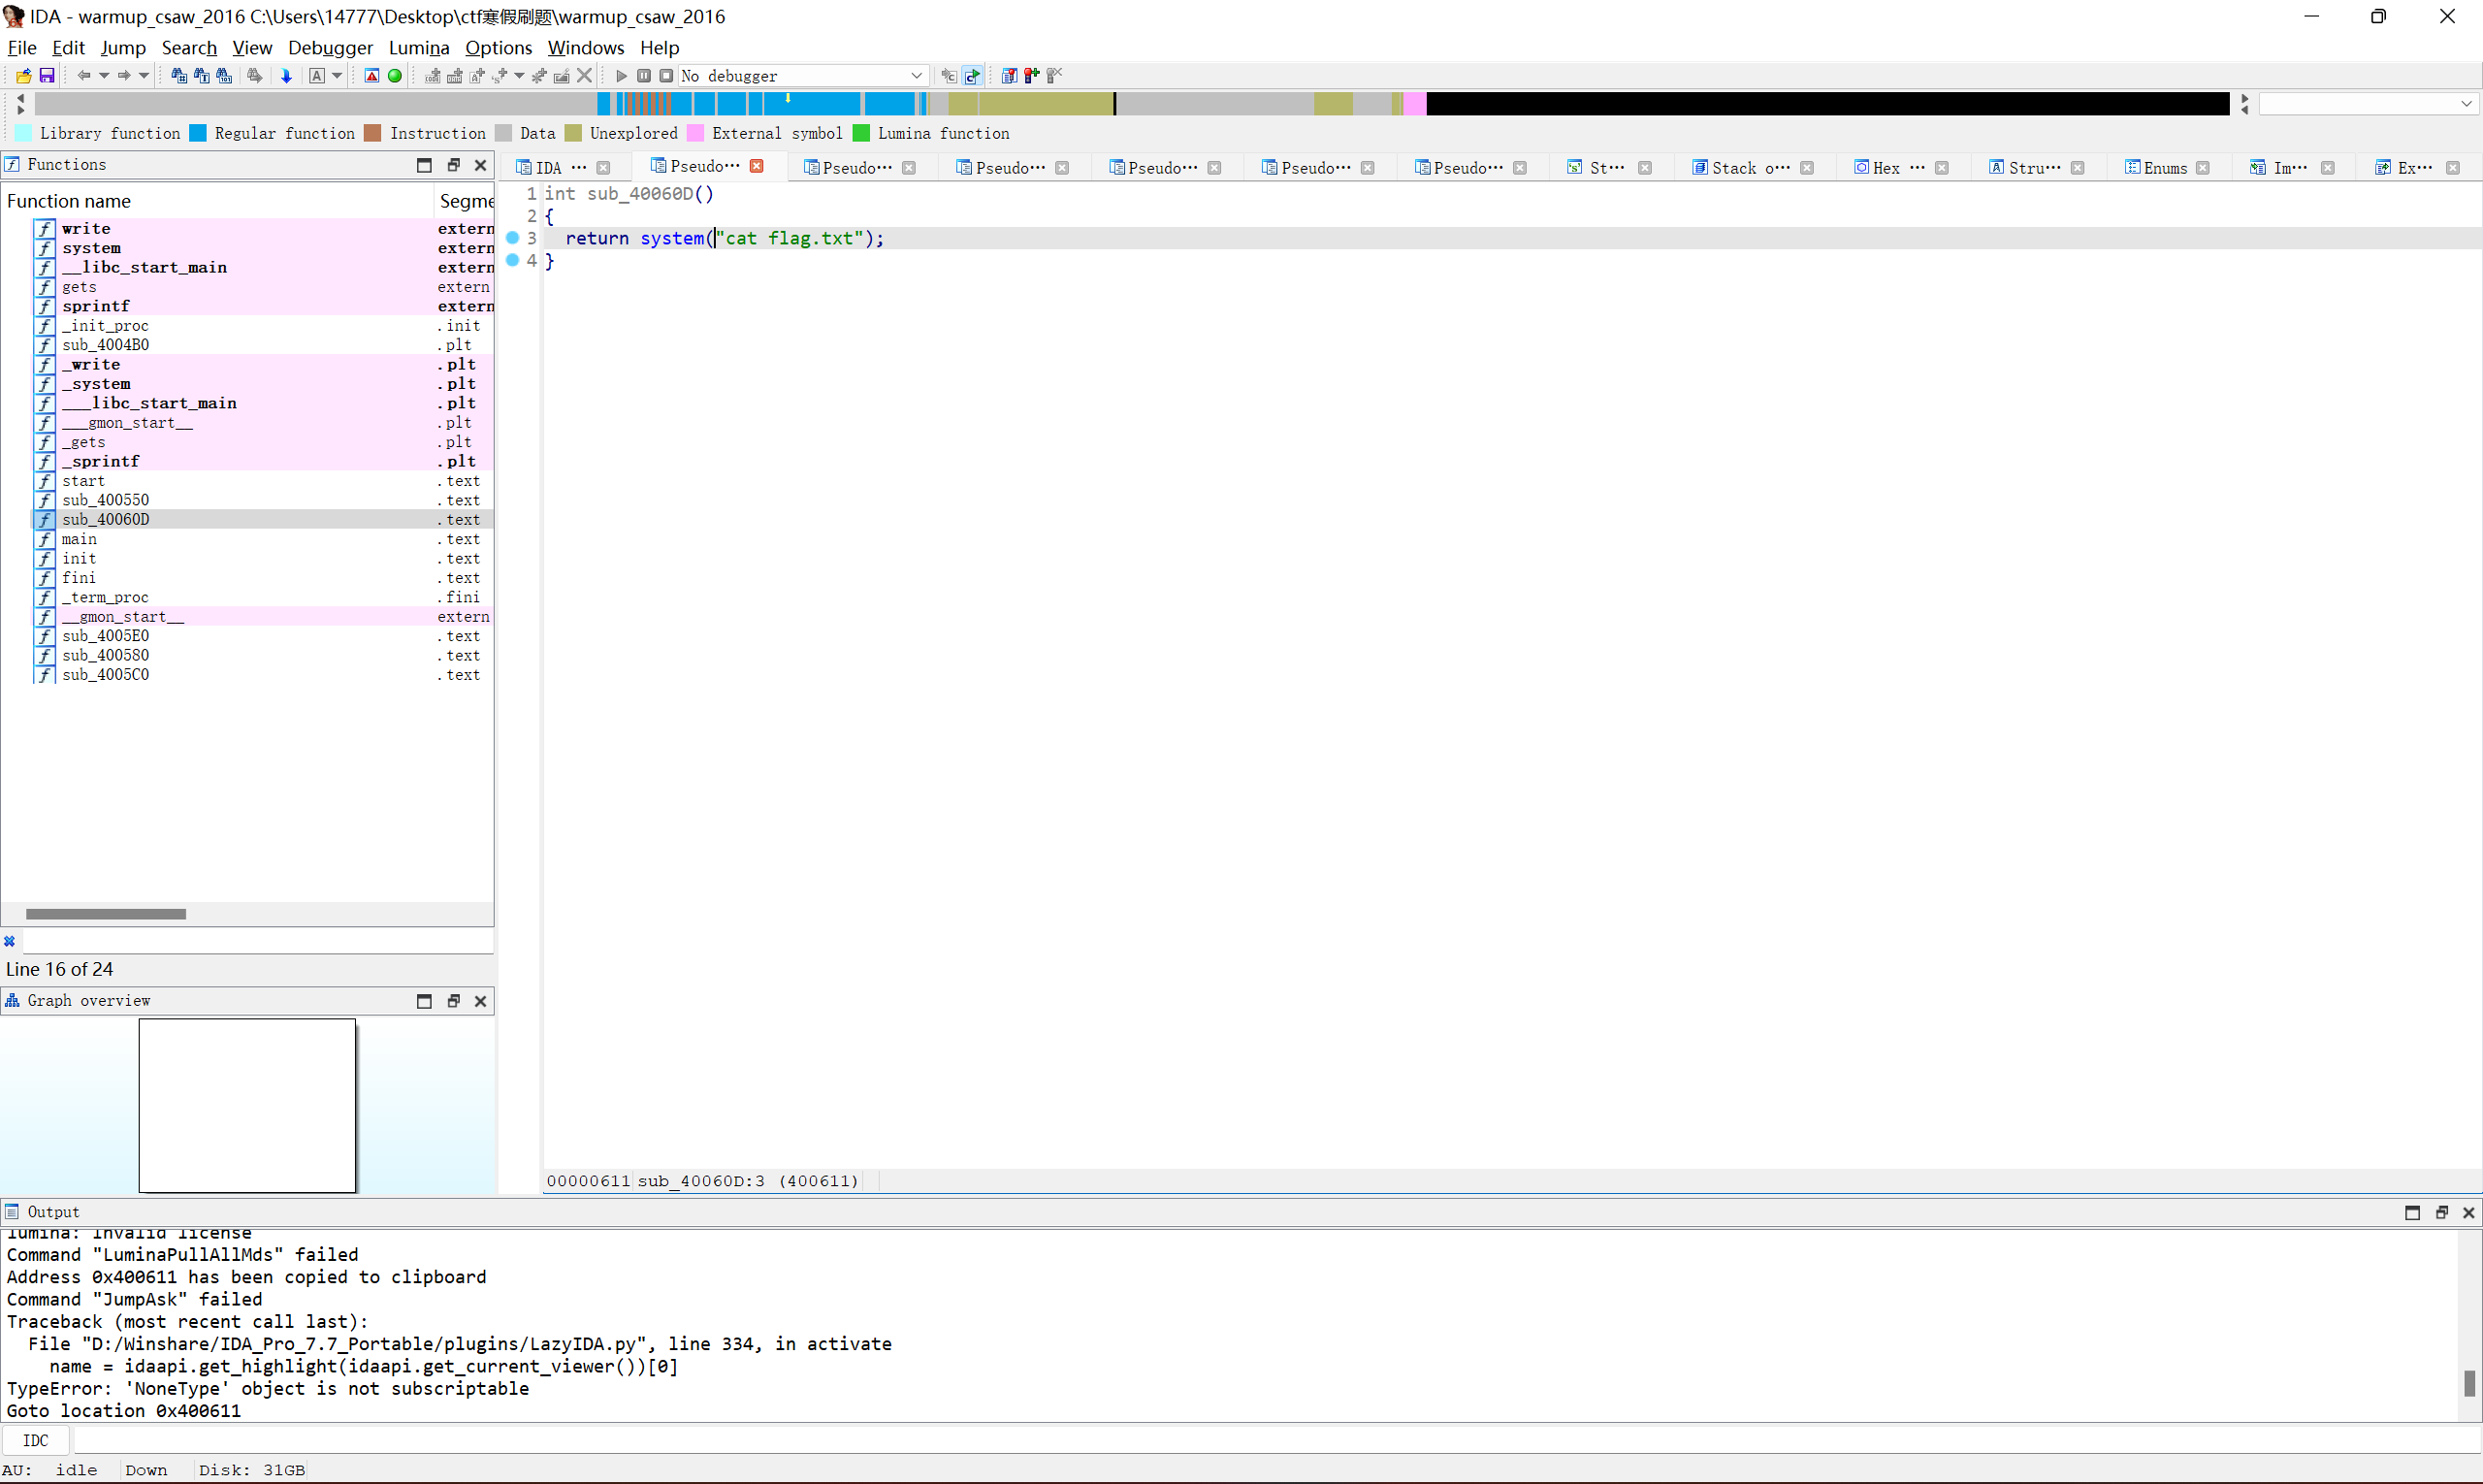 IDA - warmup_csaw_2016 C:\Users\14777\Desktop\ctf寒假刷题\warmup_csaw_2016
File Edit Jump Search View Debugger Lumina Options Windows Help
No debugger
Library function Regular function Instruction Data Unexplored External symbol Lumina function
Functions
IDA ··· Pseudo··· Pseudo··· Pseudo··· Pseudo··· Pseudo··· Pseudo··· St··· Stack o··· Hex ··· Stru··· Enums Im··· Ex···
Function name Segme
write extern
system extern
__libc_start_main extern
gets extern
sprintf extern
_init_proc .init
sub_4004B0 .plt
_write .plt
_system .plt
___libc_start_main .plt
___gmon_start__ .plt
_gets .plt
_sprintf .plt
start .text
sub_400550 .text
sub_40060D .text
main .text
init .text
fini .text
_term_proc .fini
__gmon_start__ extern
sub_4005E0 .text
sub_400580 .text
sub_4005C0 .text
Line 16 of 24
Graph overview
1 int sub_40060D()
2 {
3 return system("cat flag.txt");
4 }
00000611 sub_40060D:3 (400611)
Output
lumina: Invalid license
Command "LuminaPullAllMds" failed
Address 0x400611 has been copied to clipboard
Command "JumpAsk" failed
Traceback (most recent call last):
File "D:/Winshare/IDA_Pro_7.7_Portable/plugins/LazyIDA.py", line 334, in activate
name = idaapi.get_highlight(idaapi.get_current_viewer())[0]
TypeError: 'NoneType' object is not subscriptable
Goto location 0x400611
IDC
AU: idle Down Disk: 31GB